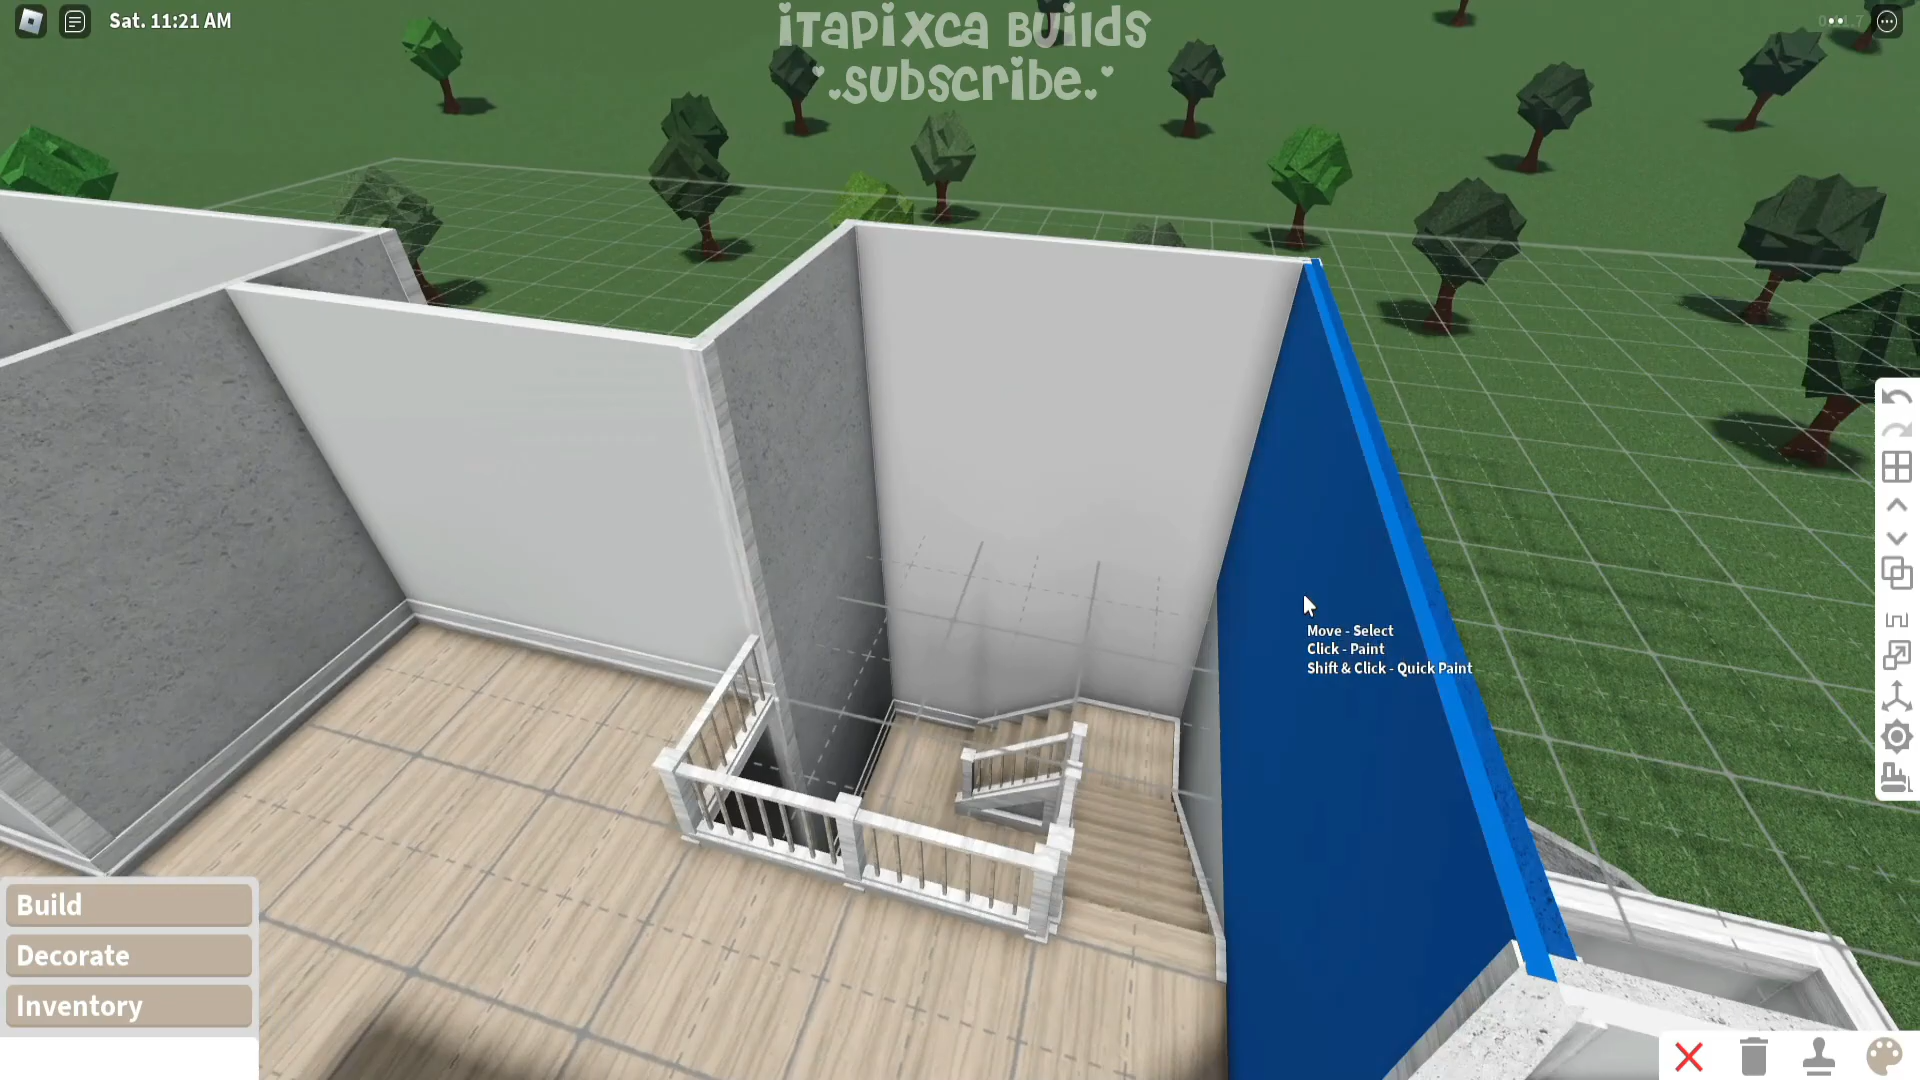 Sat. 11:21 AM
iTapixca Builds
.subscribe.
Move - Select
Click - Paint
Shift & Click - Quick Paint
Build
Decorate
Inventory